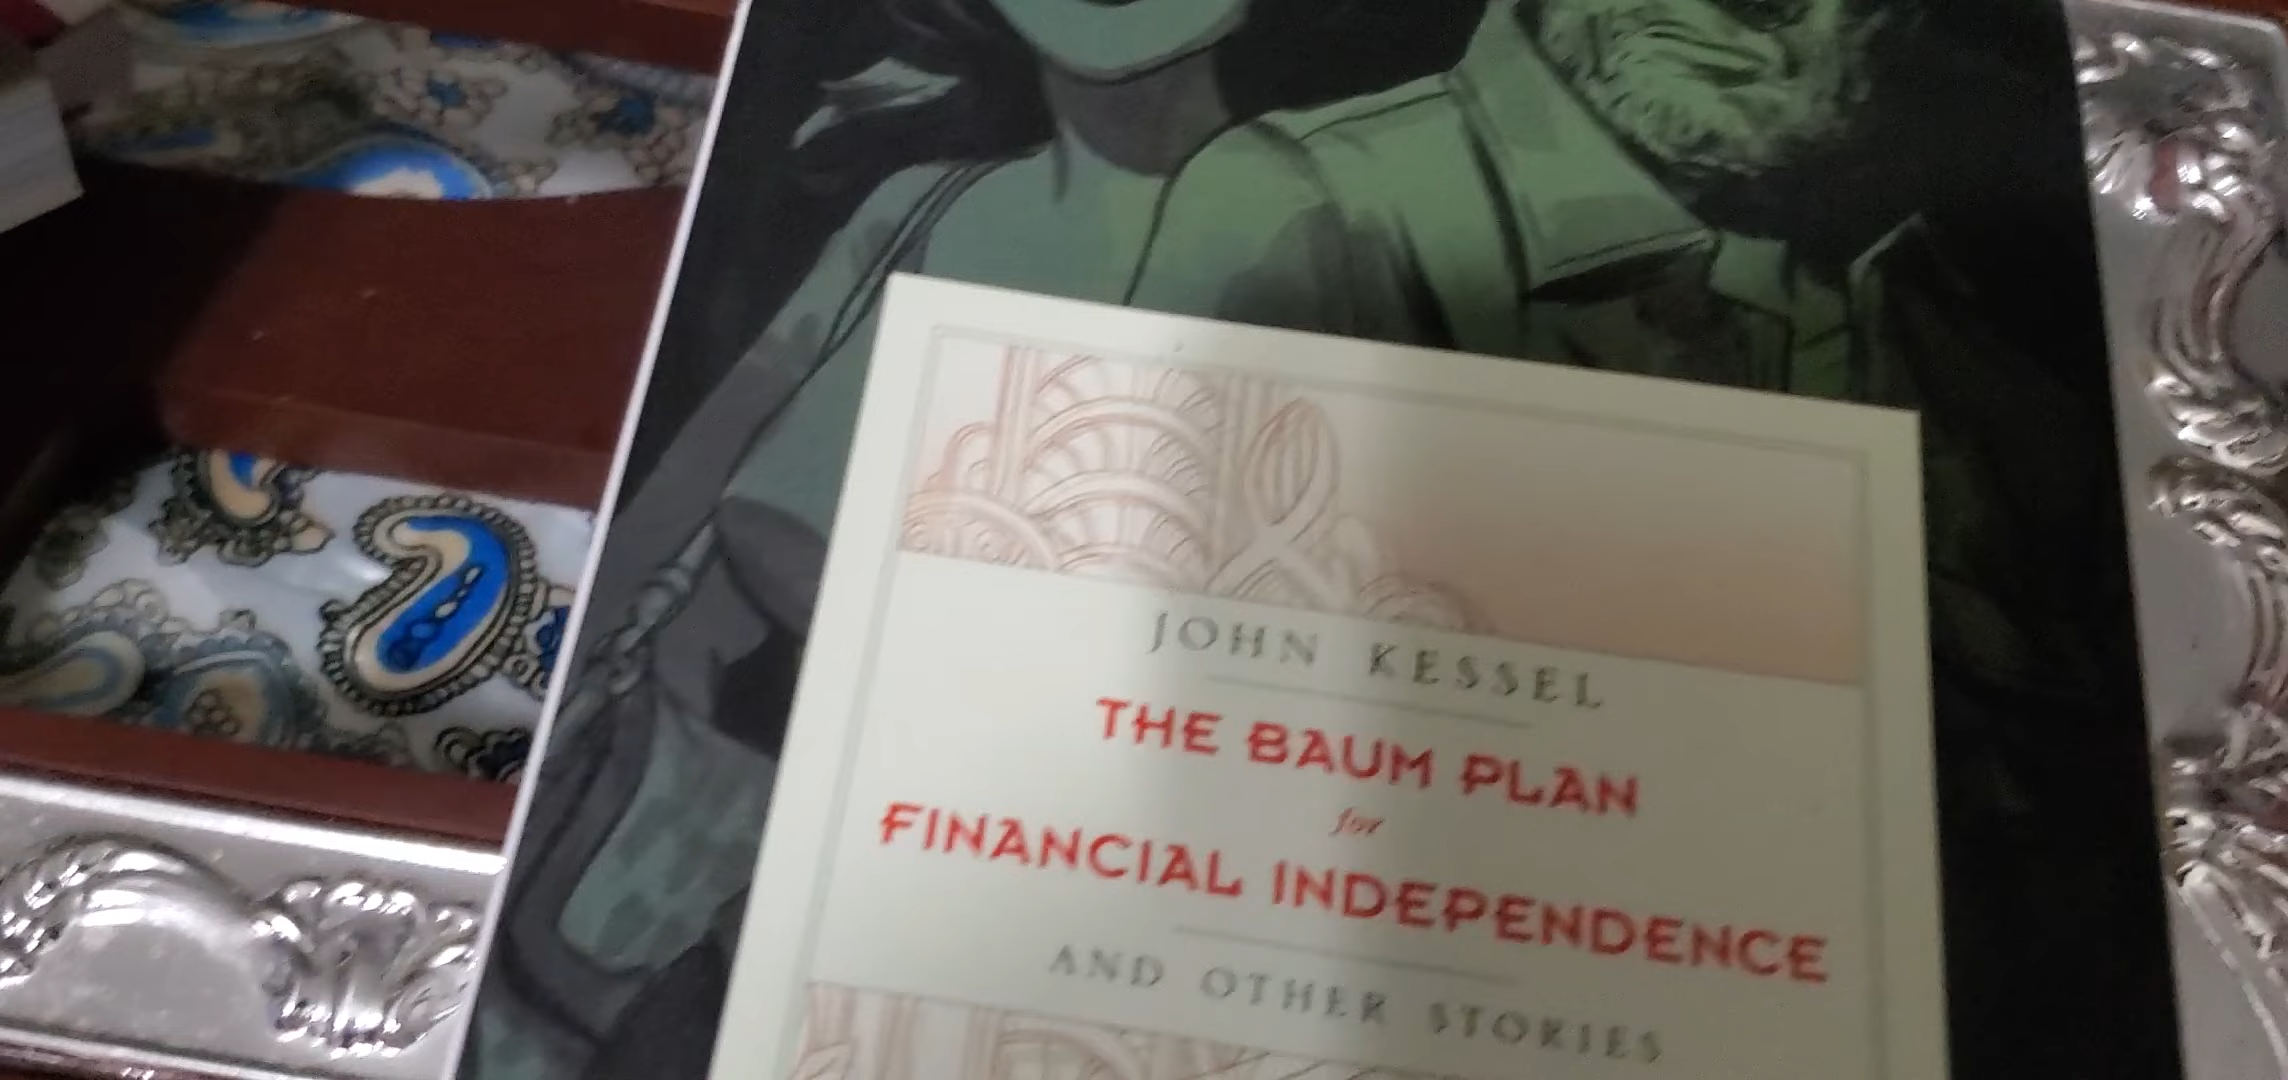 JOHN KESSEL
THE BAUM PLAN
for
FINANCIAL INDEPENDENCE
AND OTHER STORIES